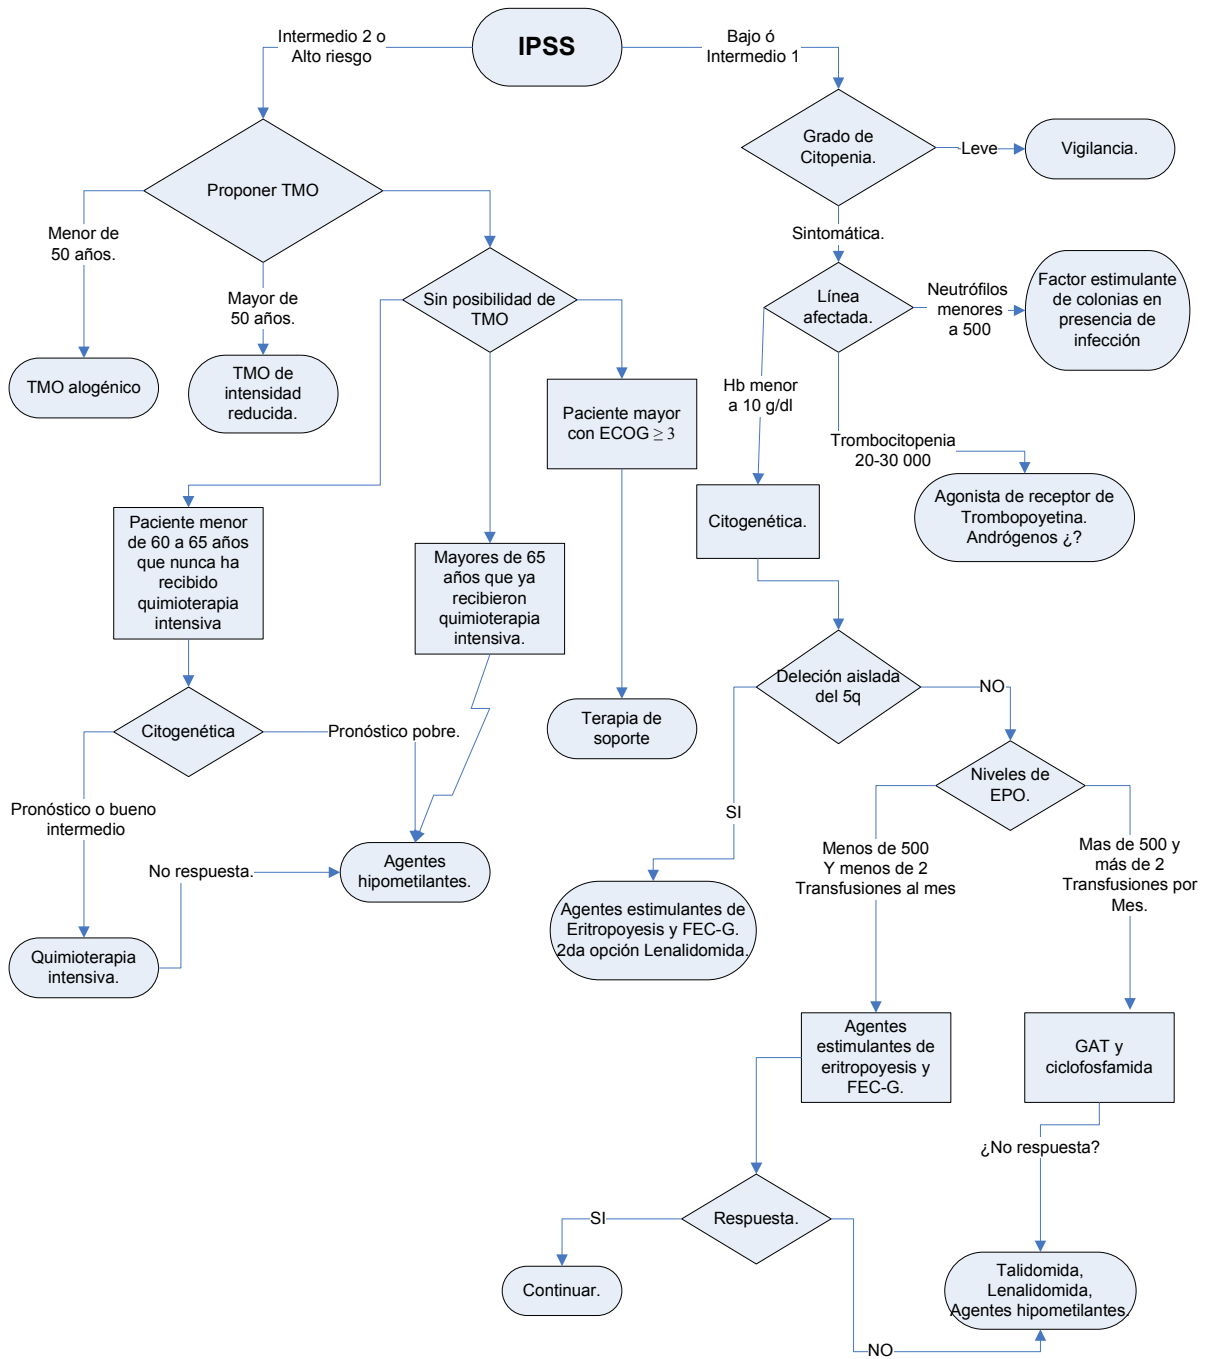 IPSS
Intermedio 2 o
Alto riesgo
Bajo ó
Intermedio 1
Grado de
Citopenia.
Leve
Vigilancia.
Proponer TMO
Menor de
50 años.
Mayor de
50 años.
Sin posibilidad de
TMO
Sintomática.
Línea
afectada.
Neutrófilos
menores
a 500
Factor estimulante
de colonias en
presencia de
infección
TMO alogénico
TMO de
intensidad
reducida.
Paciente mayor
con ECOG ≥ 3
Hb menor
a 10 g/dl
Trombocitopenia
20-30 000
Agonista de receptor de
Trombopoyetina.
Andrógenos ¿?
Citogenética.
Paciente menor
de 60 a 65 años
que nunca ha
recibido
quimioterapia
intensiva
Mayores de 65
años que ya
recibieron
quimioterapia
intensiva.
Deleción aislada
del 5q
NO
SI
Terapia de
soporte
Citogenética
Pronóstico pobre.
Pronóstico o bueno
intermedio
Niveles de
EPO.
Menos de 500
Y menos de 2
Transfusiones al mes
Mas de 500 y
más de 2
Transfusiones por
Mes.
No respuesta.
Agentes
hipometilantes.
Quimioterapia
intensiva.
Agentes estimulantes de
Eritropoyesis y FEC-G.
2da opción Lenalidomida.
Agentes
estimulantes de
eritropoyesis y
FEC-G.
GAT y
ciclofosfamida
¿No respuesta?
Respuesta.
SI
Continuar.
NO
Talidomida,
Lenalidomida,
Agentes hipometilantes.